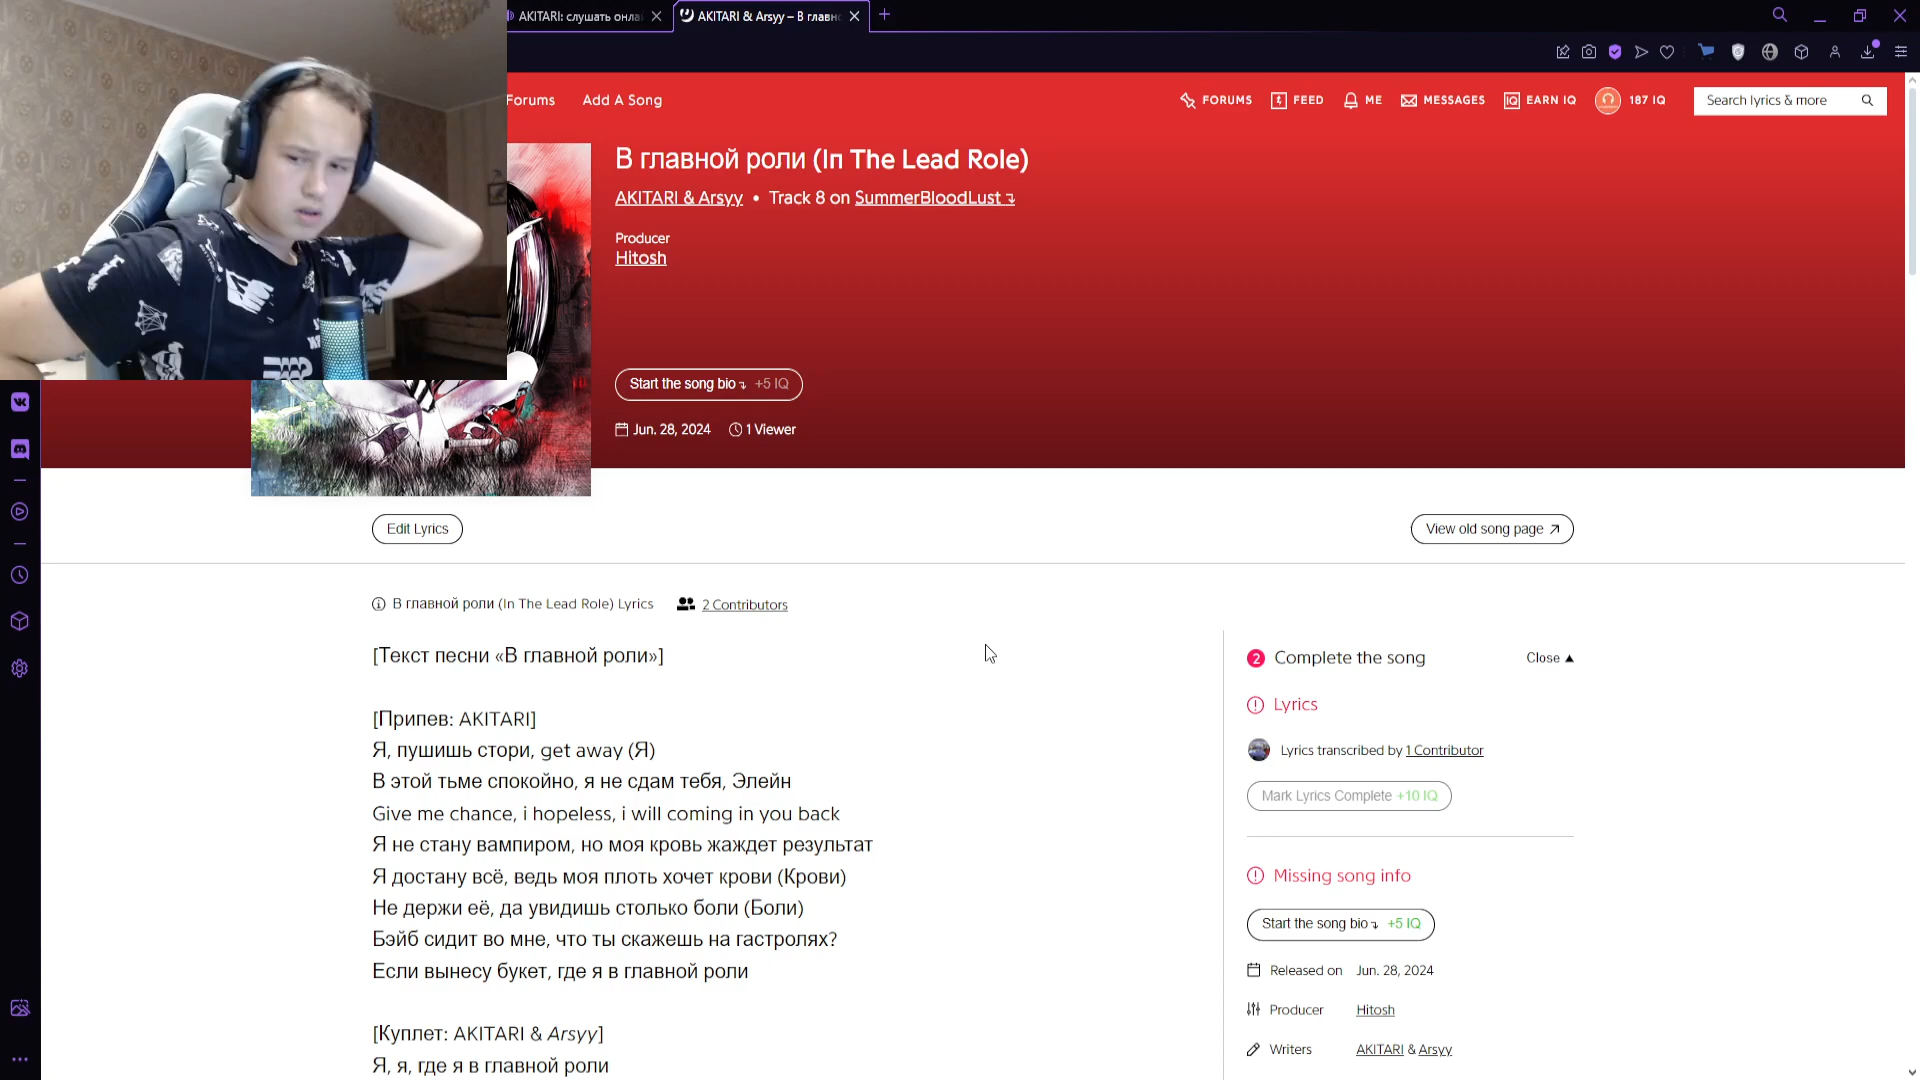 AKITARI: слушать онла
AKITARI & Arsyy – В главн
Forums
Add A Song
FORUMS
FEED
ME
MESSAGES
EARN IQ
187 IQ
Search lyrics & more
В главной роли (In The Lead Role)
AKITARI & Arsyy • Track 8 on SummerBloodLust
Producer
Hitosh
Start the song bio +5 IQ
Jun. 28, 2024
1 Viewer
Edit Lyrics
View old song page
В главной роли (In The Lead Role) Lyrics
2 Contributors
[Текст песни «В главной роли»]
[Припев: AKITARI]
Я, пушишь стори, get away (Я)
В этой тьме спокойно, я не сдам тебя, Элейн
Give me chance, i hopeless, i will coming in you back
Я не стану вампиром, но моя кровь жаждет результат
Я достану всё, ведь моя плоть хочет крови (Крови)
Не держи её, да увидишь столько боли (Боли)
Бэйб сидит во мне, что ты скажешь на гастролях?
Если вынесу букет, где я в главной роли
[Куплет: AKITARI & Arsyy]
Я, я, где я в главной роли
2 Complete the song
Close
Lyrics
Lyrics transcribed by 1 Contributor
Mark Lyrics Complete +10 IQ
Missing song info
Start the song bio +5 IQ
Released on Jun. 28, 2024
Producer Hitosh
Writers AKITARI & Arsyy